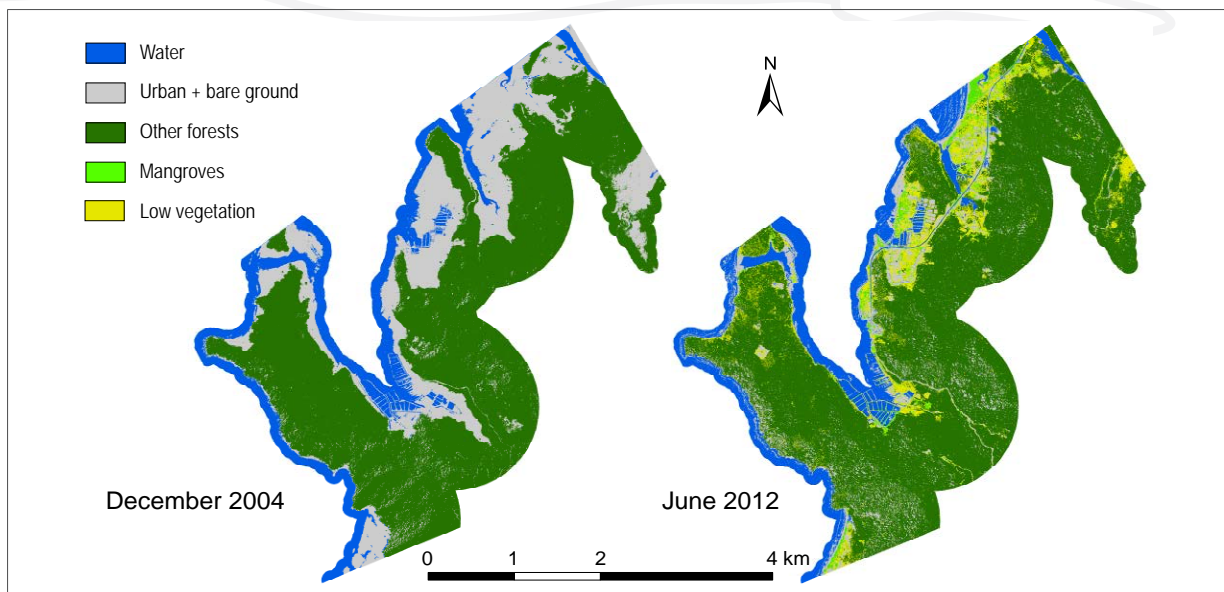 Water
Urban + bare ground
Other forests
Mangroves
Low vegetation
N
December 2004
June 2012
0 1 2 4 km